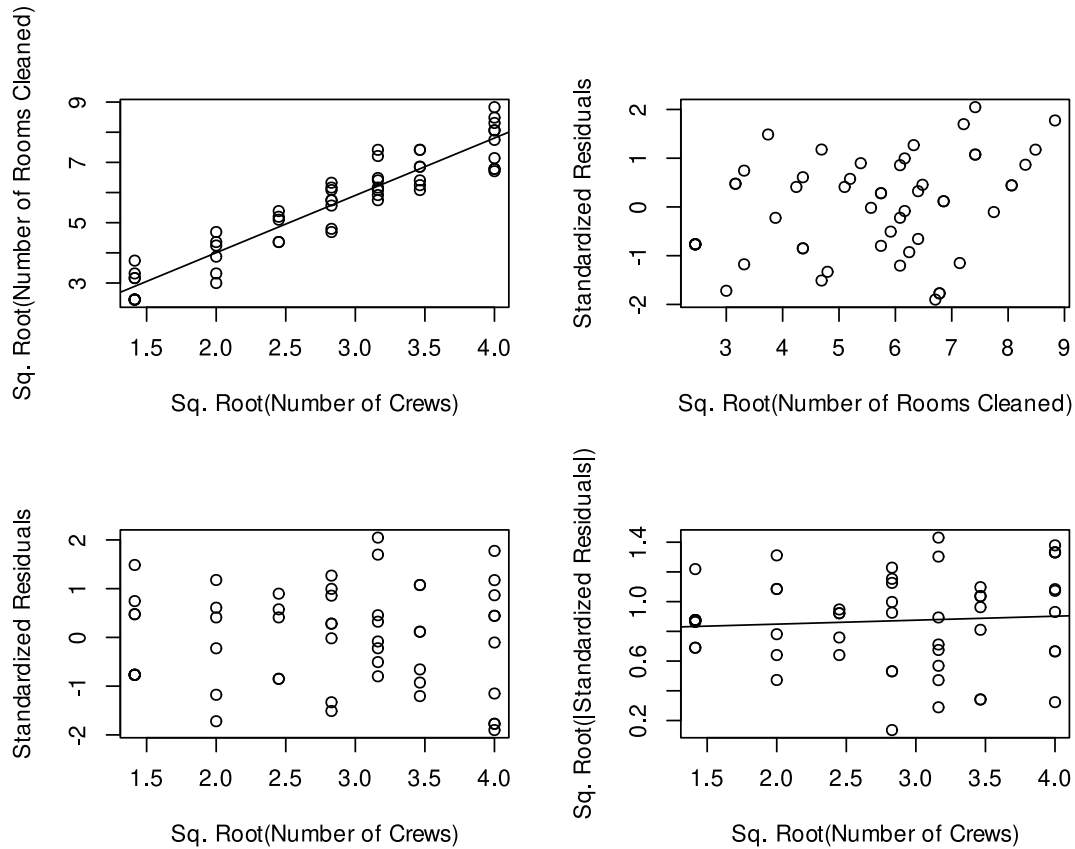 Sq. Root(Number of Rooms Cleaned)
9
7
5
3
1.5 2.0 2.5 3.0 3.5 4.0
Sq. Root(Number of Crews)
Standardized Residuals
2
1
0
-1
-2
3 4 5 6 7 8 9
Sq. Root(Number of Rooms Cleaned)
Standardized Residuals
2
1
0
-1
-2
1.5 2.0 2.5 3.0 3.5 4.0
Sq. Root(Number of Crews)
Sq. Root(|Standardized Residuals|)
1.4
1.0
0.6
0.2
1.5 2.0 2.5 3.0 3.5 4.0
Sq. Root(Number of Crews)